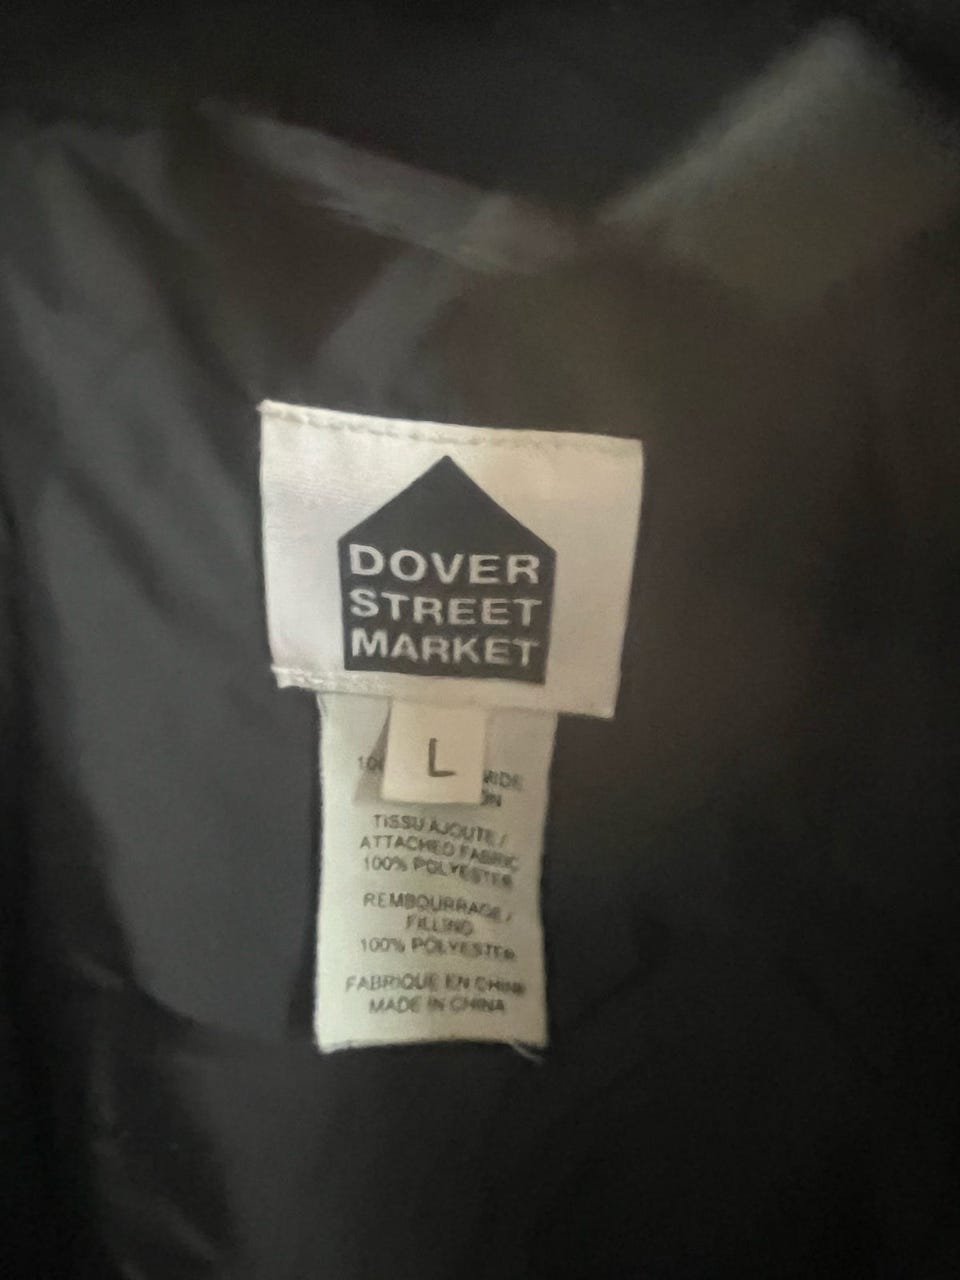 DOVER
STREET
MARKET
L
TISSU AJOUTE /
ATTACHED FABRIC
100% POLYESTER
REMBOURRAGE /
FILLING
100% POLYESTER
FABRIQUE EN CHINE
MADE IN CHINA